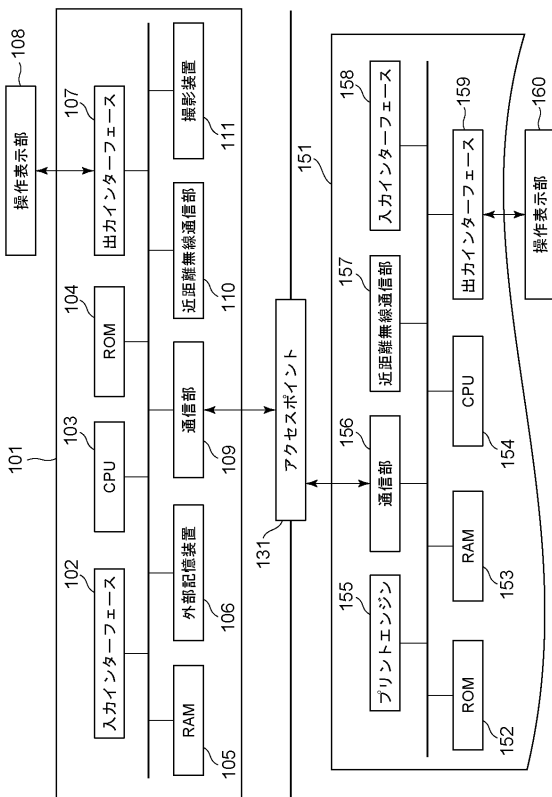 101
102
入力インターフェース
103
CPU
104
ROM
107
出力インターフェース
108
操作表示部
RAM
105
外部記憶装置
106
通信部
109
近距離無線通信部
110
撮影装置
111
アクセスポイント
131
151
155
プリントエンジン
156
通信部
157
近距離無線通信部
158
入力インターフェース
ROM
152
RAM
153
CPU
154
出力インターフェース
159
操作表示部
160